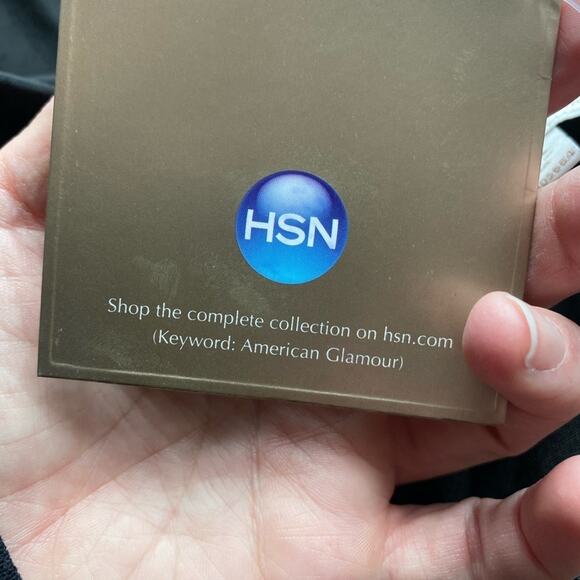 HSN
Shop the complete collection on hsn.com
(Keyword: American Glamour)